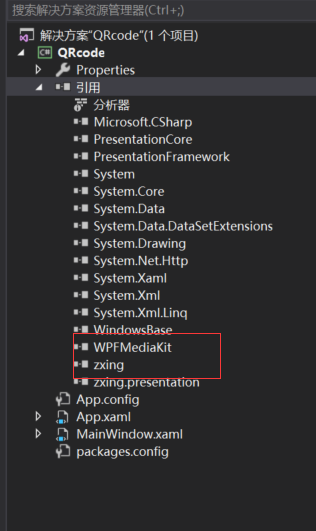 搜索解决方案资源管理器(Ctrl+;)
解决方案"QRcode"(1 个项目)
QRcode
Properties
引用
分析器
Microsoft.CSharp
PresentationCore
PresentationFramework
System
System.Core
System.Data
System.Data.DataSetExtensions
System.Drawing
System.Net.Http
System.Xaml
System.Xml
System.Xml.Linq
WindowsBase
WPFMediaKit
zxing
zxing.presentation
App.config
App.xaml
MainWindow.xaml
packages.config